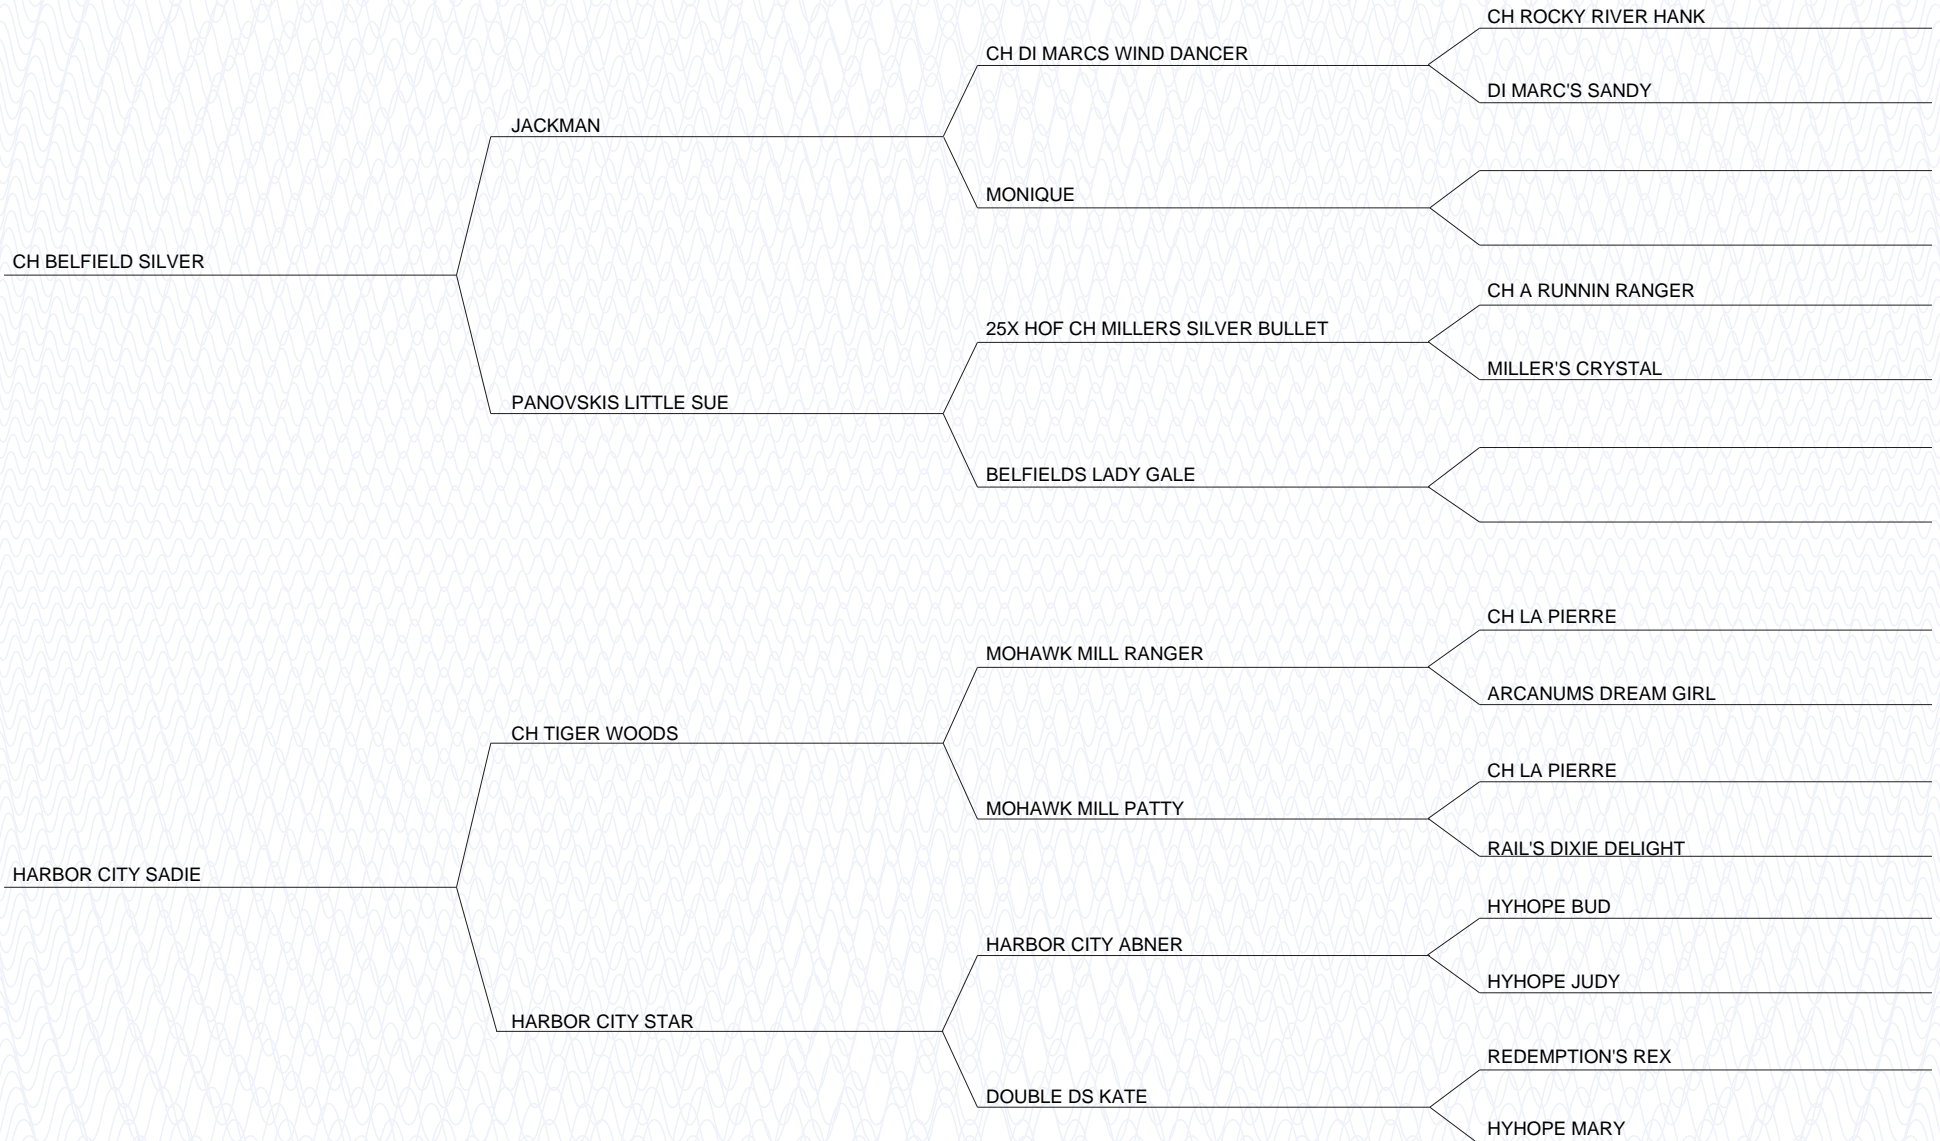 CH ROCKY RIVER HANK
CH DI MARCS WIND DANCER
DI MARC'S SANDY
JACKMAN
MONIQUE
CH BELFIELD SILVER
CH A RUNNIN RANGER
25X HOF CH MILLERS SILVER BULLET
MILLER'S CRYSTAL
PANOVSKIS LITTLE SUE
BELFIELDS LADY GALE
CH LA PIERRE
MOHAWK MILL RANGER
ARCANUMS DREAM GIRL
CH TIGER WOODS
CH LA PIERRE
MOHAWK MILL PATTY
RAIL'S DIXIE DELIGHT
HARBOR CITY SADIE
HYHOPE BUD
HARBOR CITY ABNER
HYHOPE JUDY
HARBOR CITY STAR
REDEMPTION'S REX
DOUBLE DS KATE
HYHOPE MARY